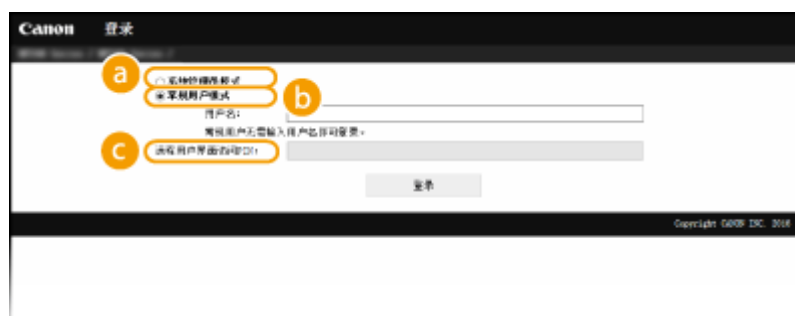 Canon 登录
a
系统管理员模式
常规用户模式
b
用户名:
常规用户无需输入用户名即可登录。
c
远程用户界面访问PIN:
登录
Copyright CANON INC. 2016